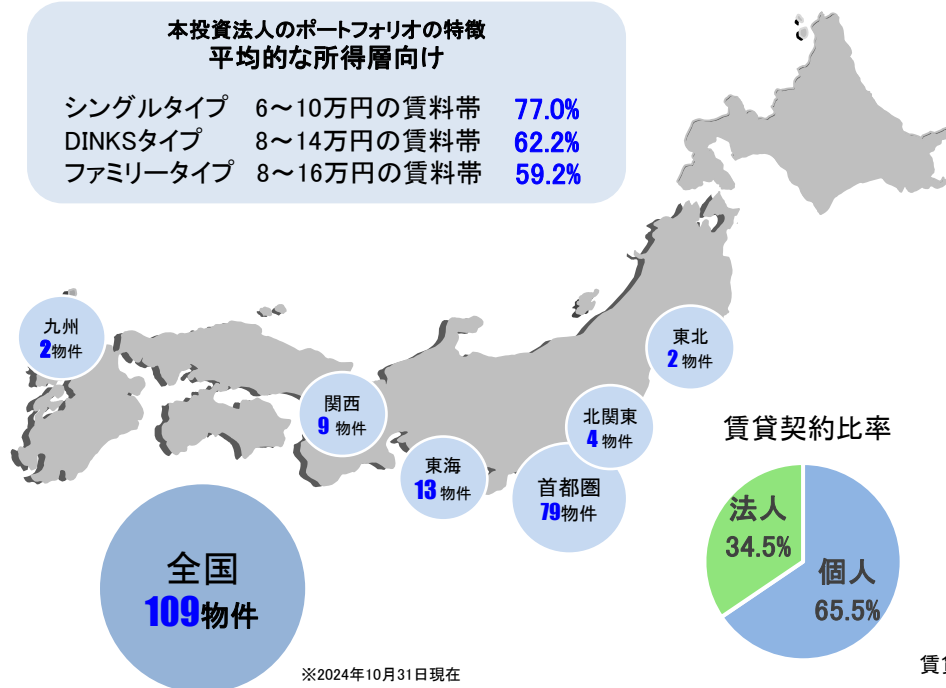 本投資法人のポートフォリオの特徴
平均的な所得層向け
シングルタイプ 6～10万円の賃料帯 77.0%
DINKSタイプ 8～14万円の賃料帯 62.2%
ファミリータイプ 8～16万円の賃料帯 59.2%
九州
2物件
東北
2 物件
関西
9 物件
北関東
4 物件
東海
13 物件
首都圏
79物件
全国
109物件
※2024年10月31日現在
賃貸契約比率
法人
34.5%
個人
65.5%
賃